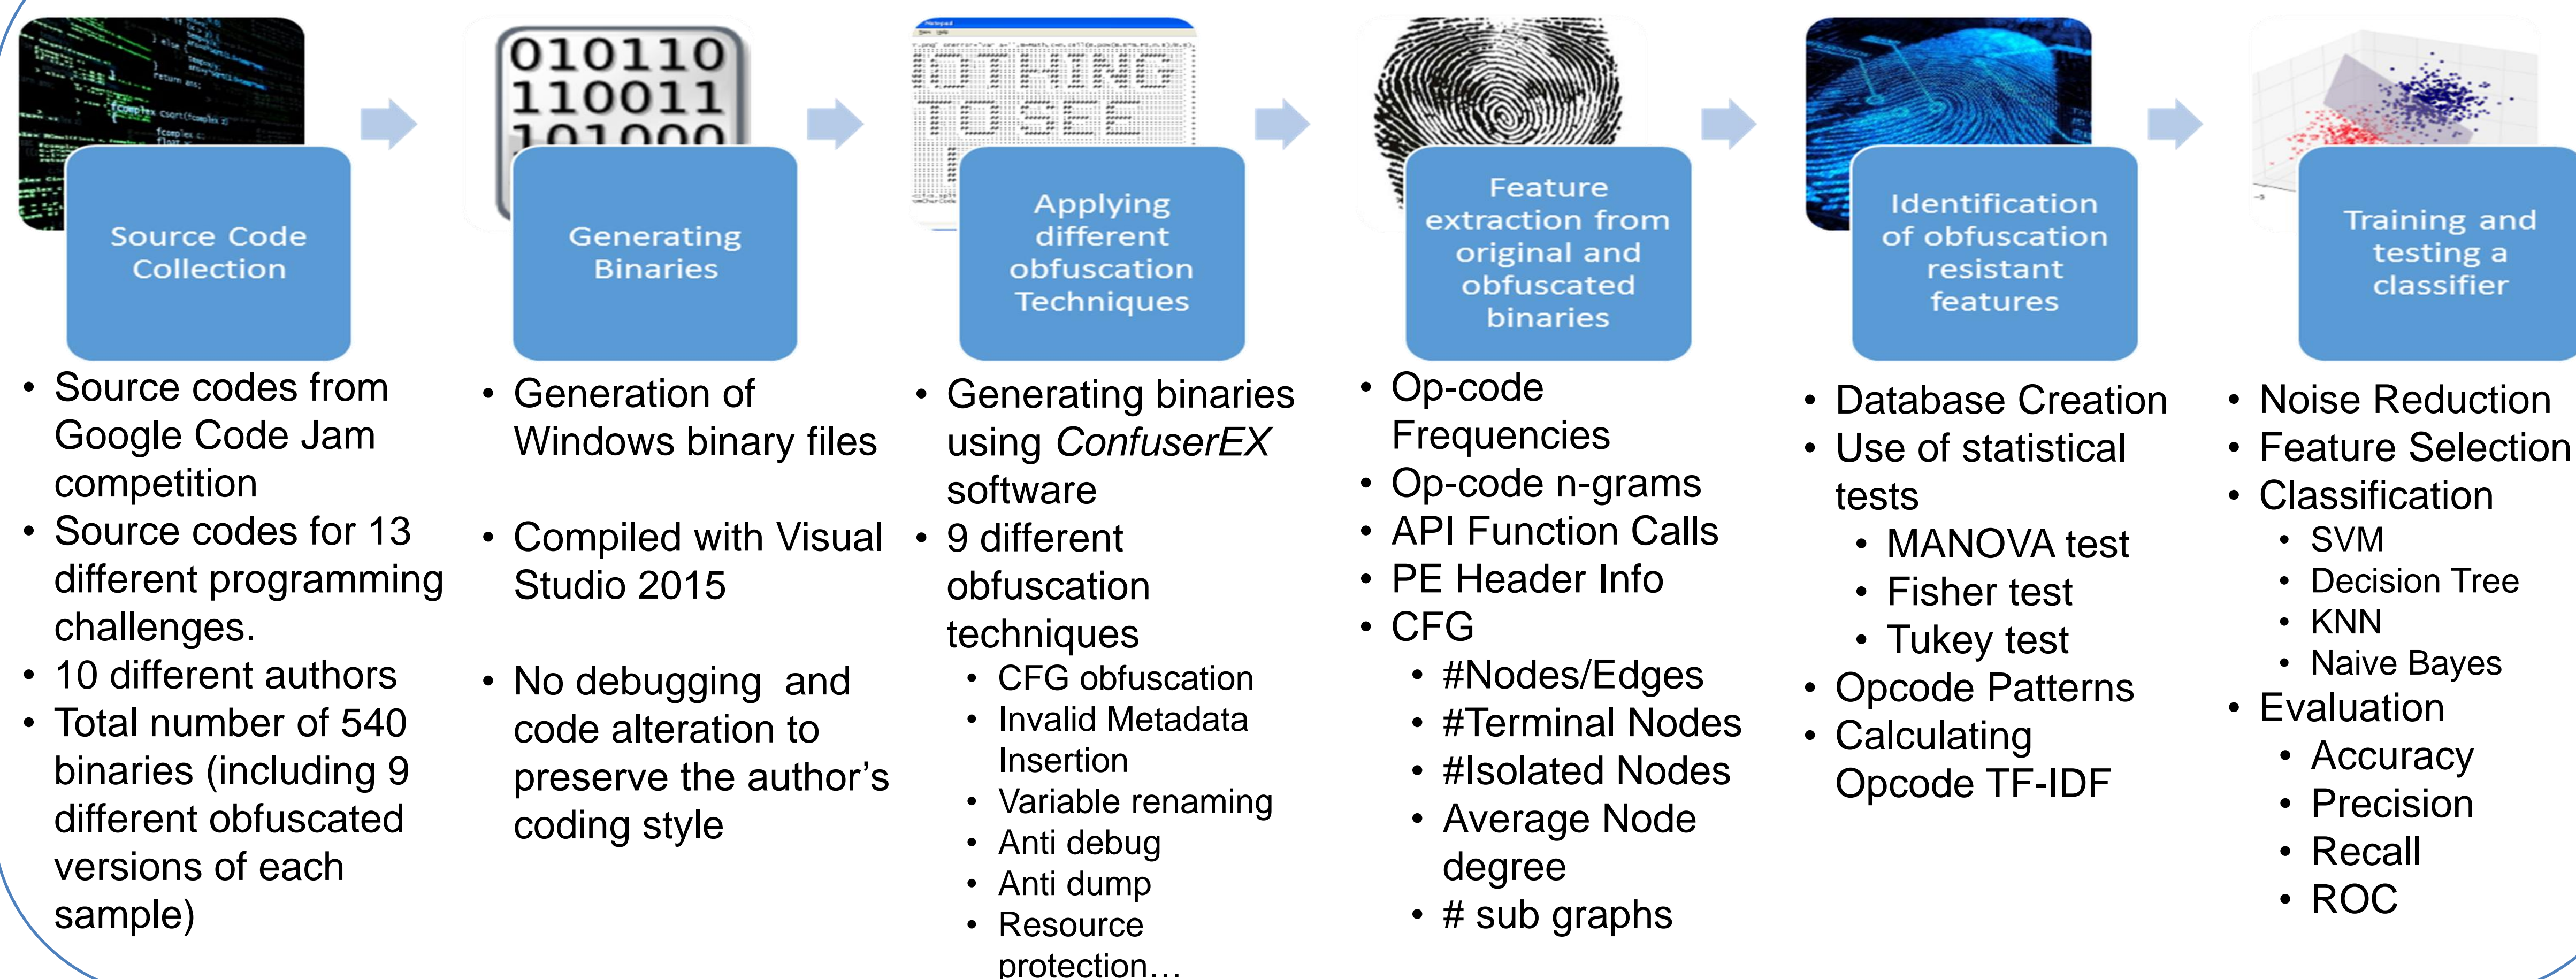 010110
110011
101000
NOTHING
TO SEE
Source Code
Collection
Generating
Binaries
Applying
different
obfuscation
Techniques
Feature
extraction from
original and
obfuscated
binaries
Identification
of obfuscation
resistant
features
Training and
testing a
classifier
• Source codes from
Google Code Jam
competition
• Source codes for 13
different programming
challenges.
• 10 different authors
• Total number of 540
binaries (including 9
different obfuscated
versions of each
sample)
• Generation of
Windows binary files
• Compiled with Visual
Studio 2015
• No debugging and
code alteration to
preserve the author’s
coding style
• Generating binaries
using ConfuserEX
software
• 9 different
obfuscation
techniques
• CFG obfuscation
• Invalid Metadata
Insertion
• Variable renaming
• Anti debug
• Anti dump
• Resource
protection…
• Op-code
Frequencies
• Op-code n-grams
• API Function Calls
• PE Header Info
• CFG
• #Nodes/Edges
• #Terminal Nodes
• #Isolated Nodes
• Average Node
degree
• # sub graphs
• Database Creation
• Use of statistical
tests
• MANOVA test
• Fisher test
• Tukey test
• Opcode Patterns
• Calculating
Opcode TF-IDF
• Noise Reduction
• Feature Selection
• Classification
• SVM
• Decision Tree
• KNN
• Naive Bayes
• Evaluation
• Accuracy
• Precision
• Recall
• ROC